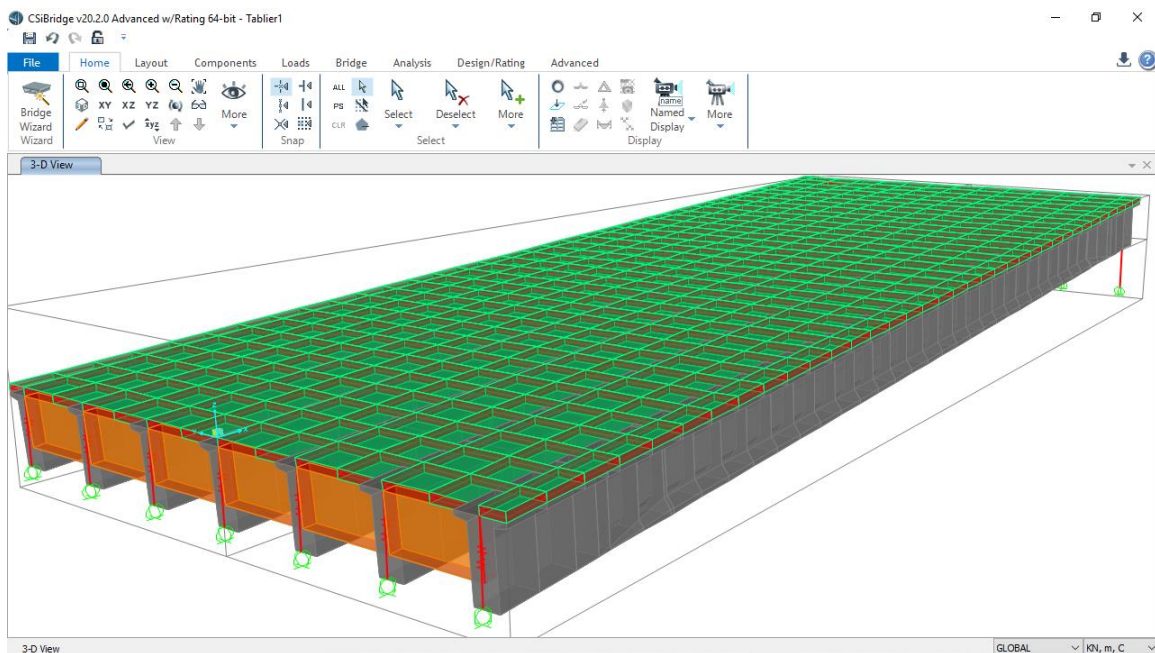 CSiBridge v20.2.0 Advanced w/Rating 64-bit - Tablier1
File Home Layout Components Loads Bridge Analysis Design/Rating Advanced
ALL
XY XZ YZ PS name
Bridge Wizard More Select Deselect More Named Display More
xyz CLR
Wizard View Snap Select Display
3-D View
3-D View GLOBAL KN, m, C